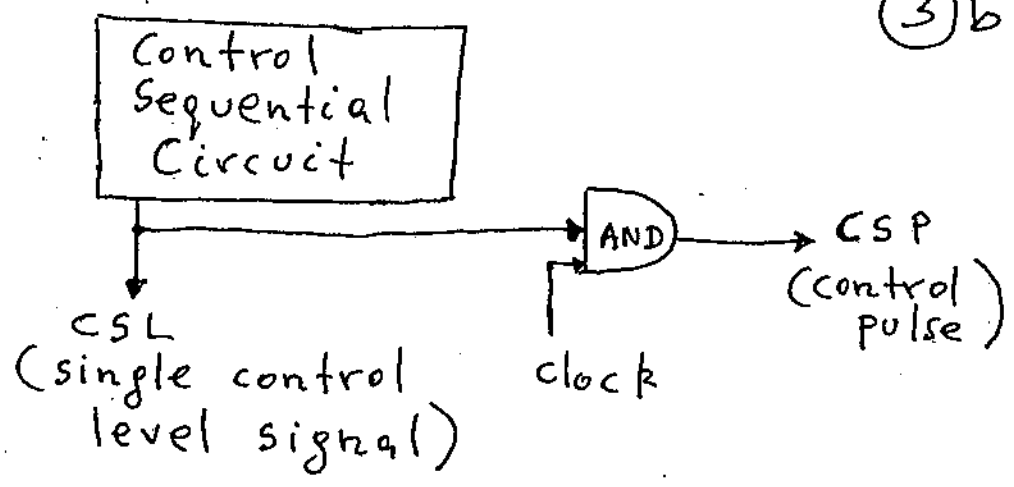 3 b
Control
Sequential
Circuit
AND
CSP
(control
pulse)
CSL
(single control
level signal)
Clock